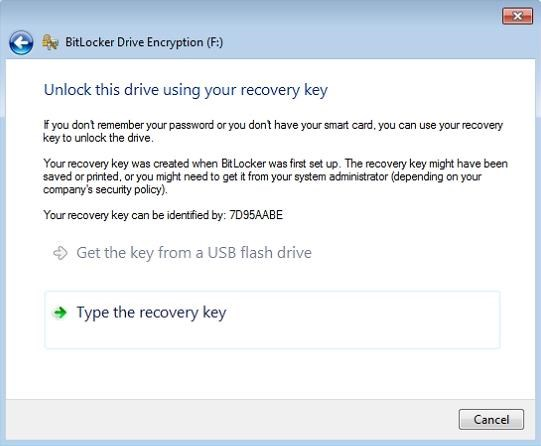 BitLocker Drive Encryption (F:)
Unlock this drive using your recovery key
If you don't remember your password or you don't have your smart card, you can use your recovery
key to unlock the drive.
Your recovery key was created when BitLocker was first set up. The recovery key might have been
saved or printed, or you might need to get it from your system administrator (depending on your
company's security policy).
Your recovery key can be identified by: 7D95AABE
Get the key from a USB flash drive
Type the recovery key
Cancel